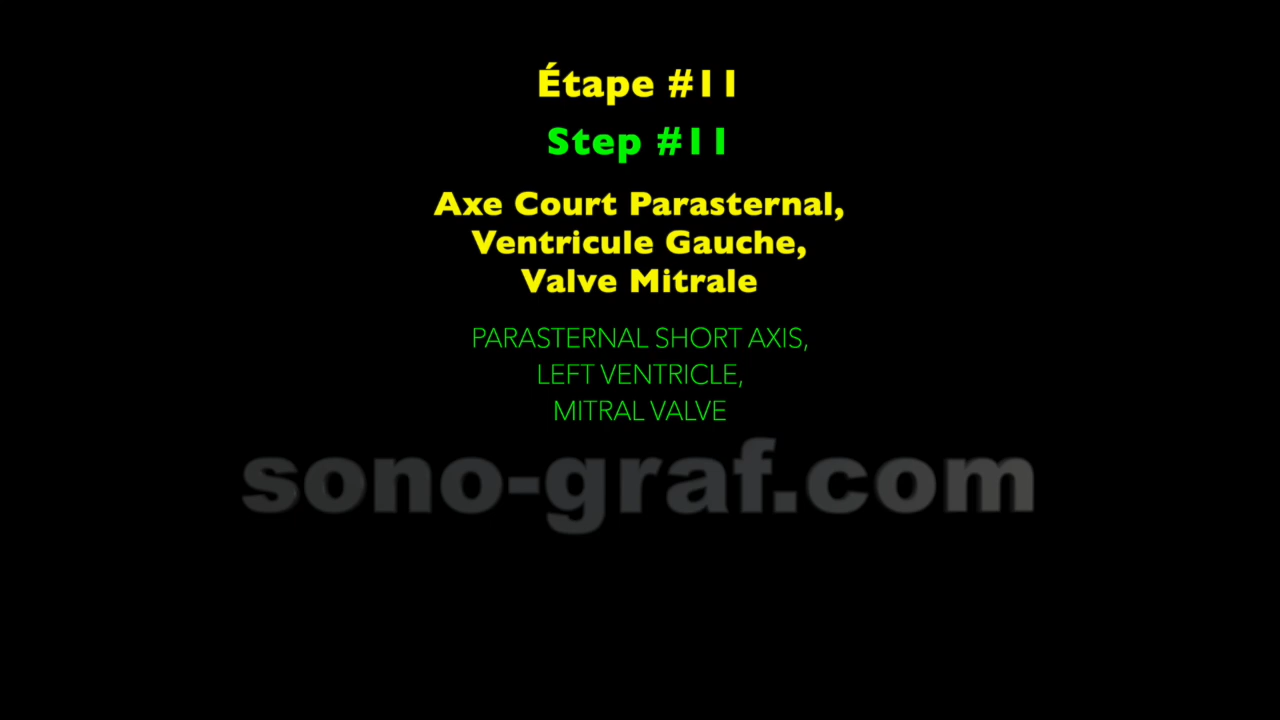 Étape #11
Step #11
Axe Court Parasternal,
Ventricule Gauche,
Valve Mitrale
PARASTERNAL SHORT AXIS,
LEFT VENTRICLE,
MITRAL VALVE
sono-graf.com